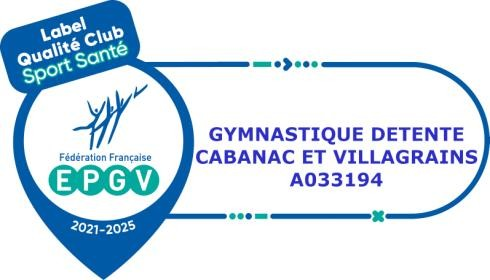 Label
Qualité Club
Sport Santé
Fédération Française
EPGV
2021-2025
GYMNASTIQUE DETENTE
CABANAC ET VILLAGRAINS
A033194